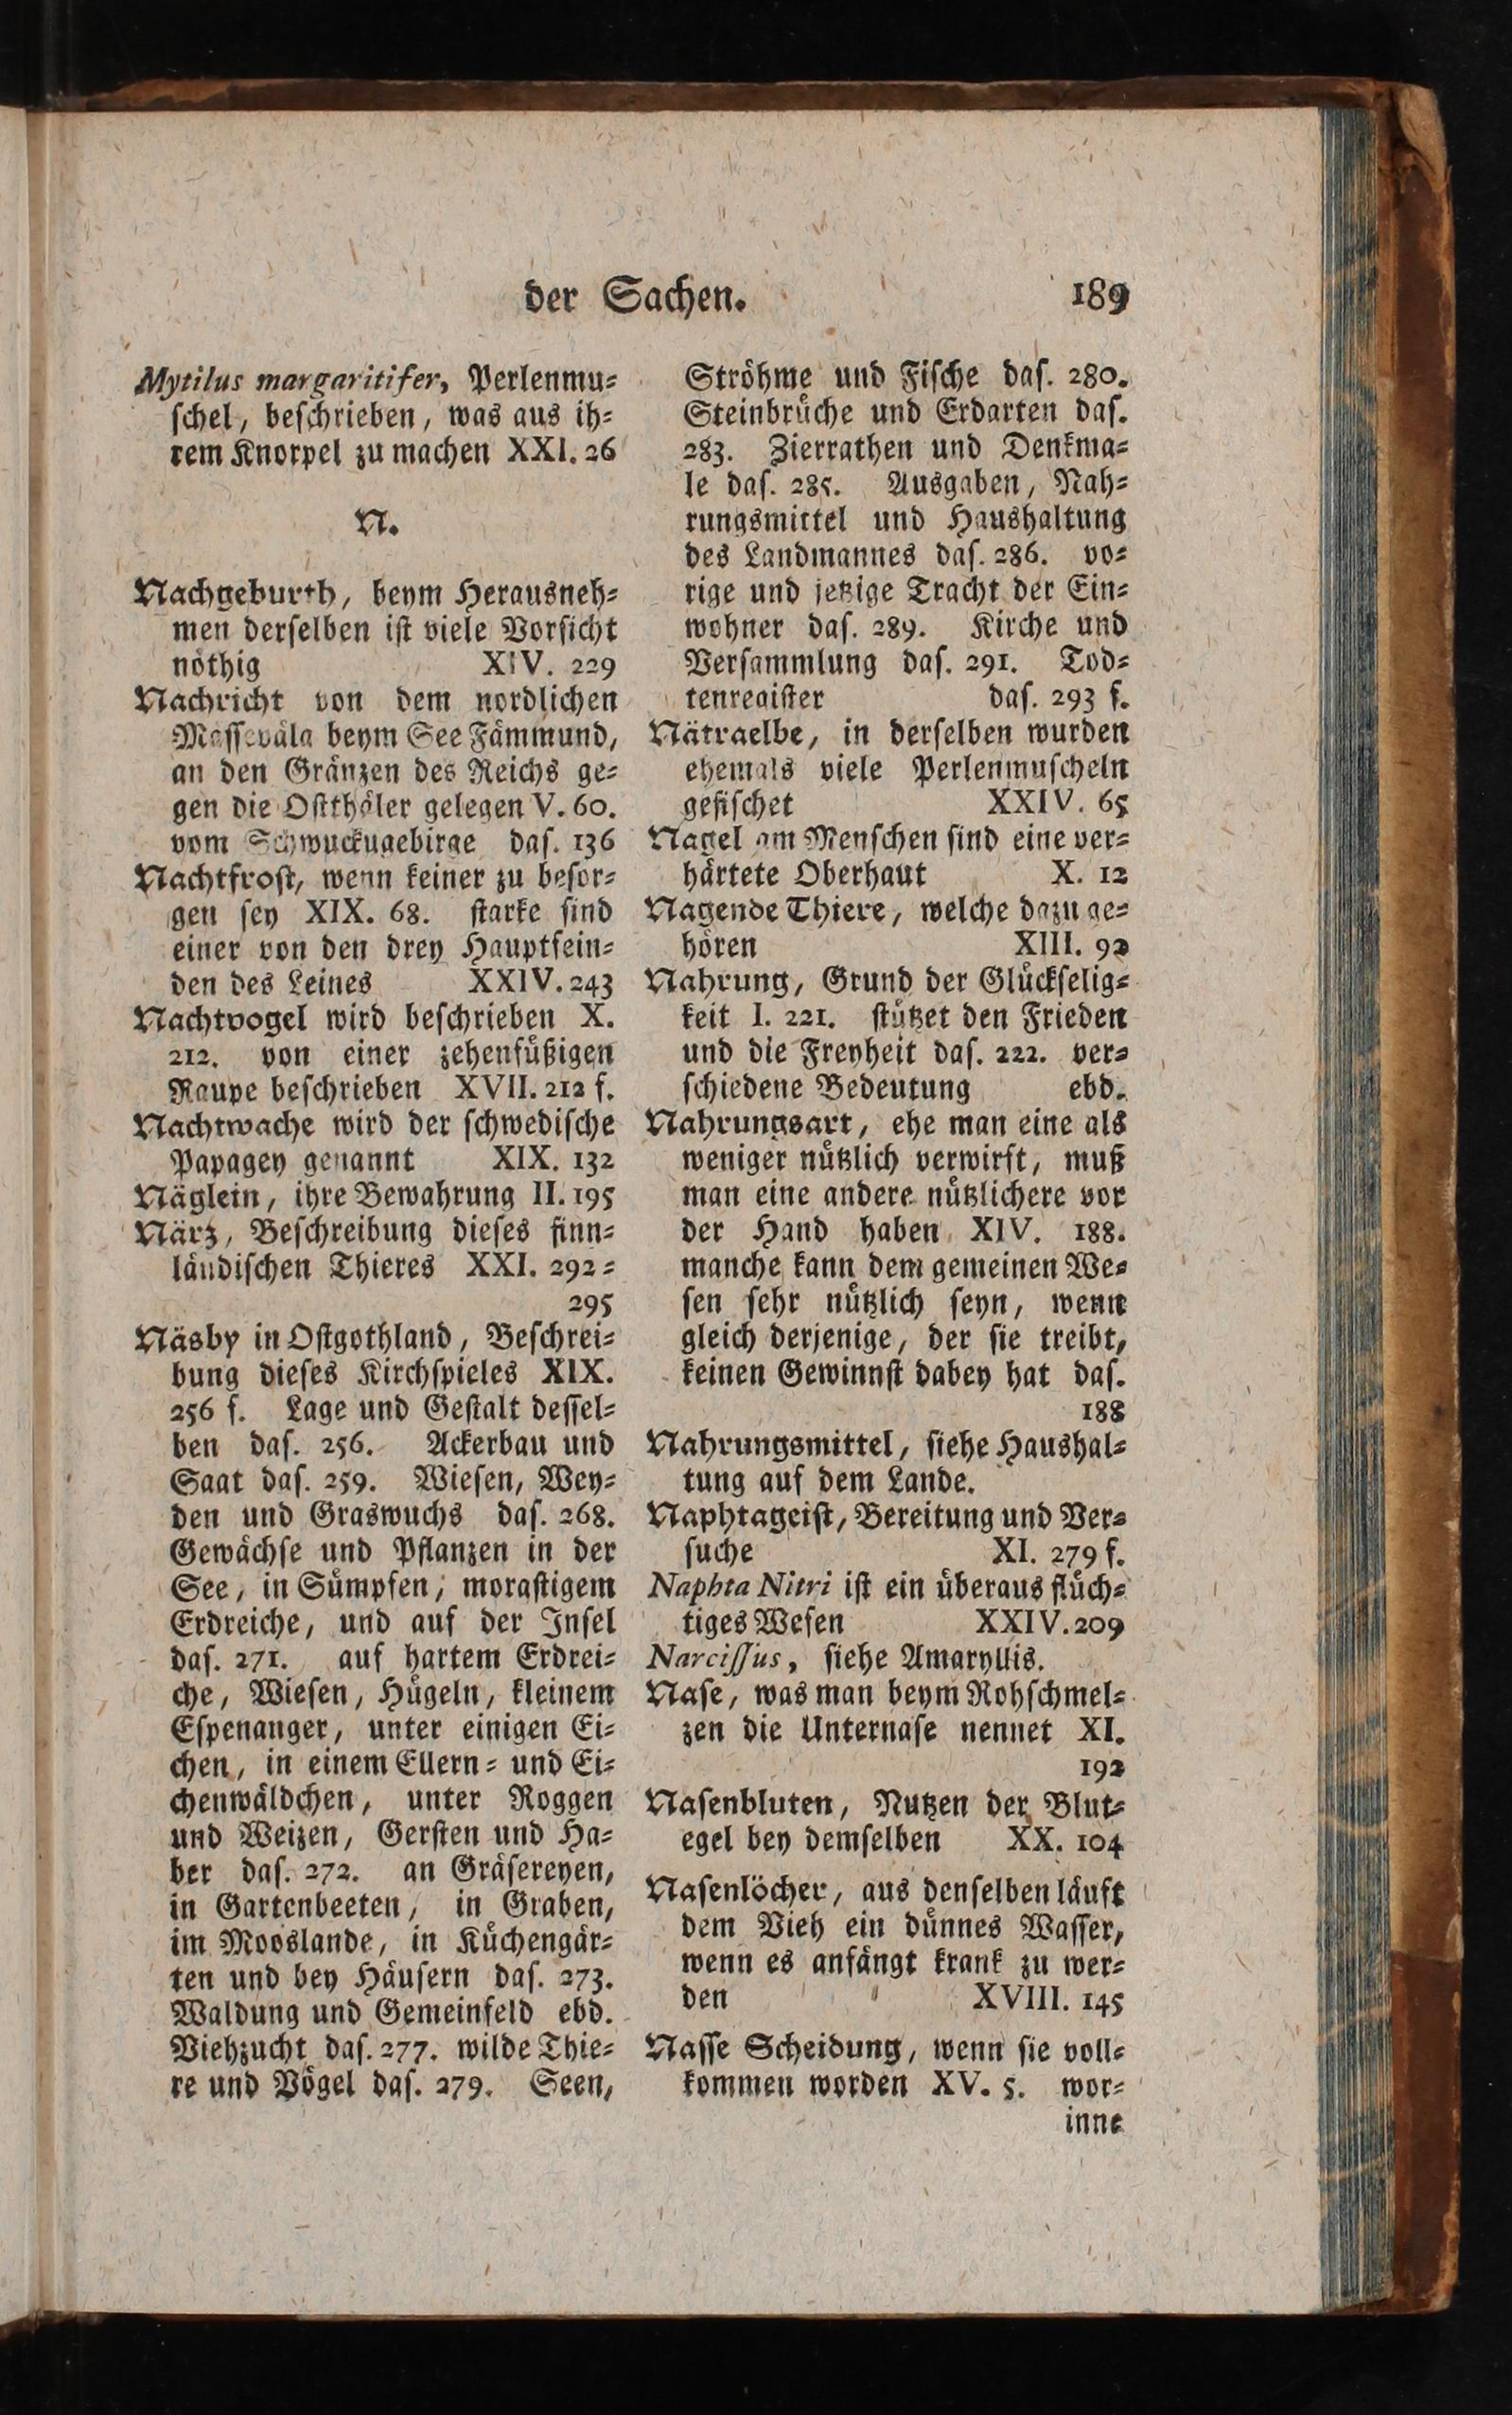 der Sachen. 189
Mytilus margaritifer, Perlenmu⸗
ſchel, beſchrieben, was aus ih⸗
rem Knorpel zu machen XXI. 26
N.
Nachgeburth, beym Herausneh⸗
men derſelben iſt viele Vorſicht
nöthig XIV. 229
Nachricht von dem nordlichen
Maſſevåla beym See Fämmund,
an den Gränzen des Reichs ge⸗
gen die Oſtthäler gelegen V. 60.
vom Schwuckugebirge daſ. 136
Nachtfroſt, wenn keiner zu beſor⸗
gen ſey XIX. 68. ſtarke ſind
einer von den drey Hauptfein⸗
den des Leines XXIV. 243
Nachtvogel wird beſchrieben X.
212. von einer zehenfüßigen
Raupe beſchrieben XVII. 212 f.
Nachtwache wird der ſchwediſche
Papagey genannt XIX. 132
Näglein, ihre Bewahrung II. 195
Närz, Beſchreibung dieſes finn⸗
ländiſchen Thieres XXI. 292⸗
295
Näsby in Oſtgothland, Beſchrei⸗
bung dieſes Kirchſpieles XIX.
256 f. Lage und Geſtalt deſſel⸗
ben daſ. 256. Ackerbau und
Saat daſ. 259. Wieſen, Wey⸗
den und Graswuchs daſ. 268.
Gewächſe und Pflanzen in der
See, in Sümpfen, moraſtigem
Erdreiche, und auf der Inſel
daſ. 271. auf hartem Erdrei⸗
che, Wieſen, Hügeln, kleinem
Eſpenanger, unter einigen Ei⸗
chen, in einem Ellern⸗ und Ei⸗
chenwäldchen, unter Roggen
und Weizen, Gerſten und Ha⸗
ber daſ. 272. an Gräſereyen,
in Gartenbeeten, in Graben,
im Mooslande, in Küchengär⸗
ten und bey Häuſern daſ. 273.
Waldung und Gemeinfeld ebd.
Viehzucht daſ. 277. wilde Thie⸗
re und Vögel daſ. 279. Seen,
Ströhme und Fiſche daſ. 280.
Steinbrüche und Erdarten daſ.
283. Zierrathen und Denkma⸗
le daſ. 285. Ausgaben, Nah⸗
rungsmittel und Haushaltung
des Landmannes daſ. 286. vo⸗
rige und jetzige Tracht der Ein⸗
wohner daſ. 289. Kirche und
Verſammlung daſ. 291. Tod⸗
tenregiſter daſ. 293 f.
Nätraelbe, in derſelben wurden
ehemals viele Perlenmuſcheln
gefiſchet XXIV. 65
Nagel am Menſchen ſind eine ver⸗
härtete Oberhaut X. 12
Nagende Thiere, welche dazu ge⸗
hören XIII. 92
Nahrung, Grund der Glückſelig⸗
keit I. 221. ſtützet den Frieden
und die Freyheit daſ. 222. ver⸗
ſchiedene Bedeutung ebd.
Nahrungsart, ehe man eine als
weniger nützlich verwirft, muß
man eine andere nützlichere vor
der Hand haben XIV. 188.
manche kann dem gemeinen We⸗
ſen ſehr nützlich ſeyn, wenn
gleich derjenige, der ſie treibt,
keinen Gewinnſt dabey hat daſ.
188
Nahrungsmittel, ſiehe Haushal⸗
tung auf dem Lande.
Naphtageiſt, Bereitung und Ver⸗
ſuche XI. 279 f.
Naphta Nitri iſt ein überaus flüch⸗
tiges Weſen XXIV. 209
Narciſſus, ſiehe Amaryllis.
Naſe, was man beym Rohſchmel⸗
zen die Unternaſe nennet XI.
192
Naſenbluten, Nutzen der Blut⸗
egel bey demſelben XX. 104
Naſenlöcher, aus denſelben läuft
dem Vieh ein dünnes Waſſer,
wenn es anfängt krank zu wer⸗
den XVIII. 145
Naſſe Scheidung, wenn ſie voll⸗
kommen worden XV. 5. wor⸗
inne